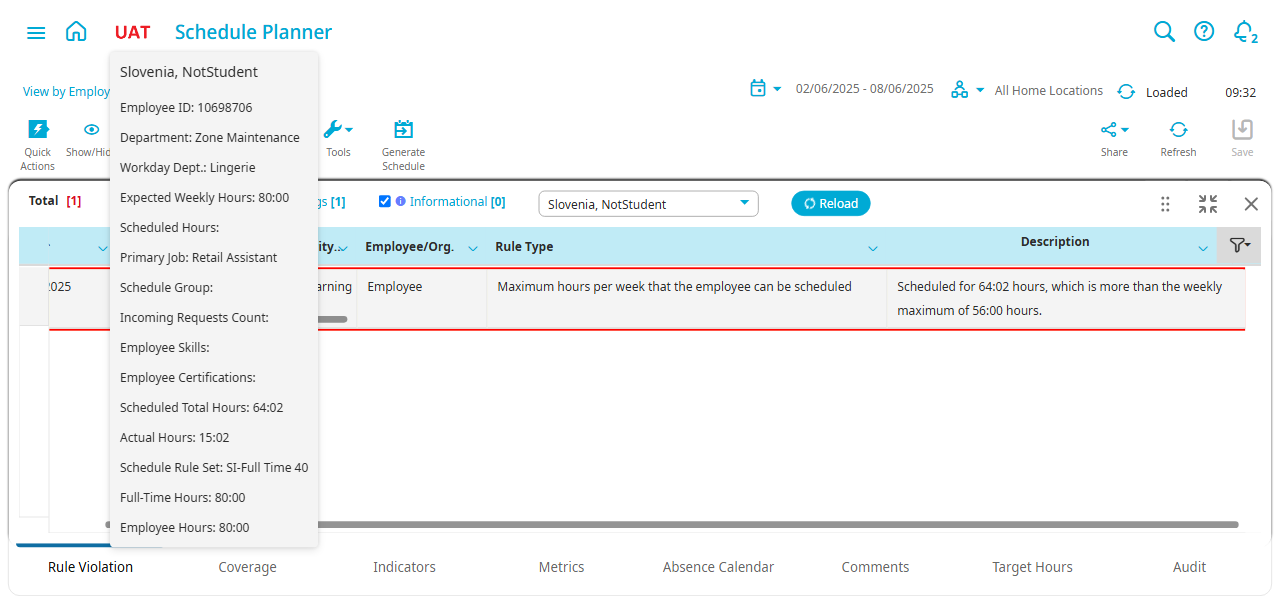 UAT
Schedule Planner
2
View by Employ
02/06/2025 - 08/06/2025
All Home Locations
Loaded
09:32
Quick
Actions
Show/Hid
Tools
Generate
Schedule
Share
Refresh
Save
Slovenia, NotStudent
Employee ID: 10698706
Department: Zone Maintenance
Workday Dept.: Lingerie
Expected Weekly Hours: 80:00
Scheduled Hours:
Primary Job: Retail Assistant
Schedule Group:
Incoming Requests Count:
Employee Skills:
Employee Certifications:
Scheduled Total Hours: 64:02
Actual Hours: 15:02
Schedule Rule Set: SI-Full Time 40
Full-Time Hours: 80:00
Employee Hours: 80:00
Total [1]
gs [1]
Informational [0]
Slovenia, NotStudent
Reload
ity...
Employee/Org.
Rule Type
Description
2025
arning
Employee
Maximum hours per week that the employee can be scheduled
Scheduled for 64:02 hours, which is more than the weekly
maximum of 56:00 hours.
Rule Violation
Coverage
Indicators
Metrics
Absence Calendar
Comments
Target Hours
Audit